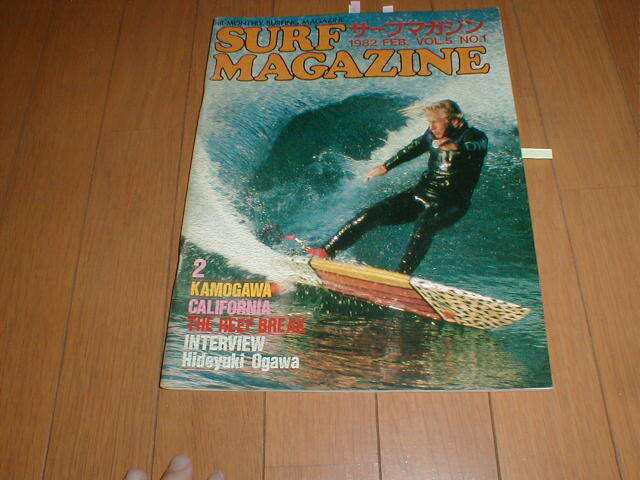 BI-MONTHLY SURFING MAGAZINE
SURF
MAGAZINE
サーフマガジン
1982 FEB. VOL.5 NO.1
2
KAMOGAWA
CALIFORNIA
THE REEF BREAK
INTERVIEW
Hideyuki Ogawa